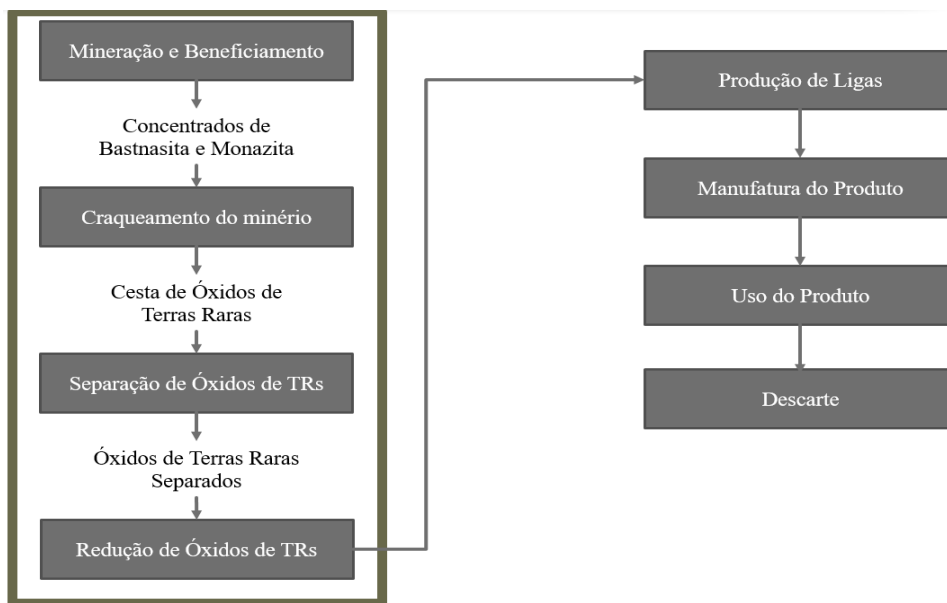 Mineração e Beneficiamento
Concentrados de
Bastnasita e Monazita
Craqueamento do minério
Cesta de Óxidos de
Terras Raras
Separação de Óxidos de TRs
Óxidos de Terras Raras
Separados
Redução de Óxidos de TRs
Produção de Ligas
Manufatura do Produto
Uso do Produto
Descarte